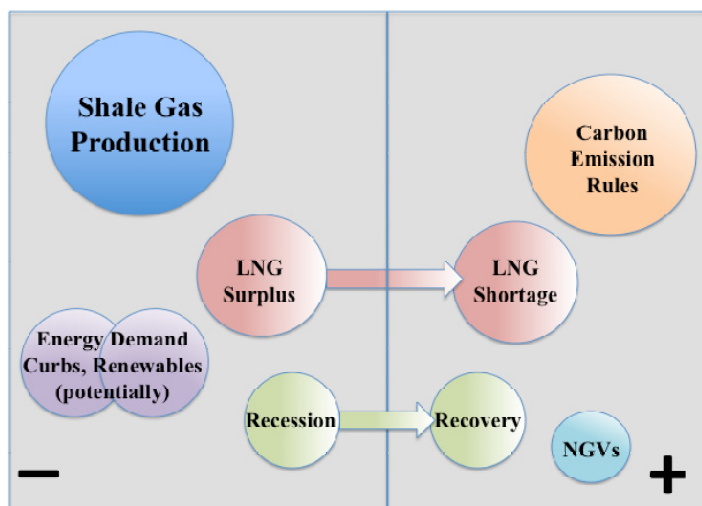 Shale Gas
Production
Carbon
Emission
Rules
LNG
Surplus
LNG
Shortage
Energy Demand
Curbs, Renewables
(potentially)
Recession
Recovery
NGVs
−
+